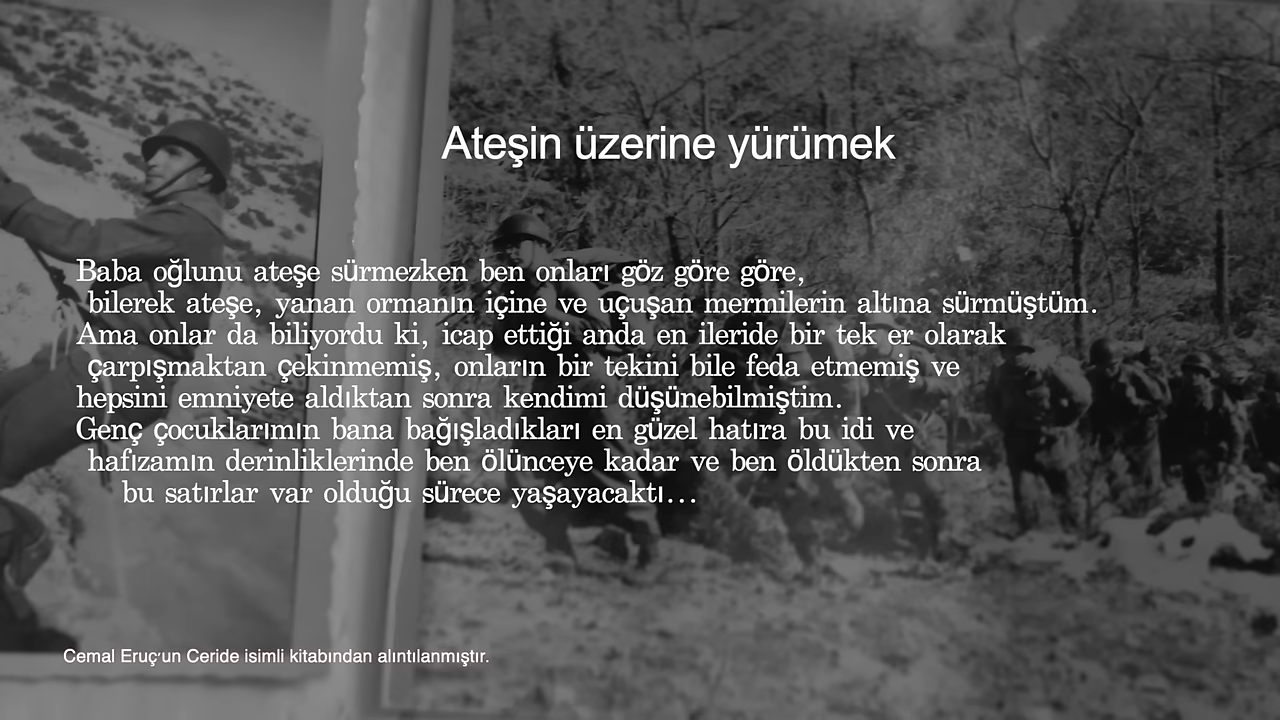 Ateşin üzerine yürümek
Baba oğlunu ateşe sürmezken ben onları göz göre göre,
bilerek ateşe, yanan ormanın içine ve uçuşan mermilerin altına sürmüştüm.
Ama onlar da biliyordu ki, icap ettiği anda en ileride bir tek er olarak
çarpışmaktan çekinmemiş, onların bir tekini bile feda etmemiş ve
hepsini emniyete aldıktan sonra kendimi düşünebilmiştim.
Genç çocuklarımın bana bağışladıkları en güzel hatıra bu idi ve
hafızamın derinliklerinde ben ölünceye kadar ve ben öldükten sonra
bu satırlar var olduğu sürece yaşayacaktı...
Cemal Eruç'un Ceride isimli kitabından alıntılanmıştır.